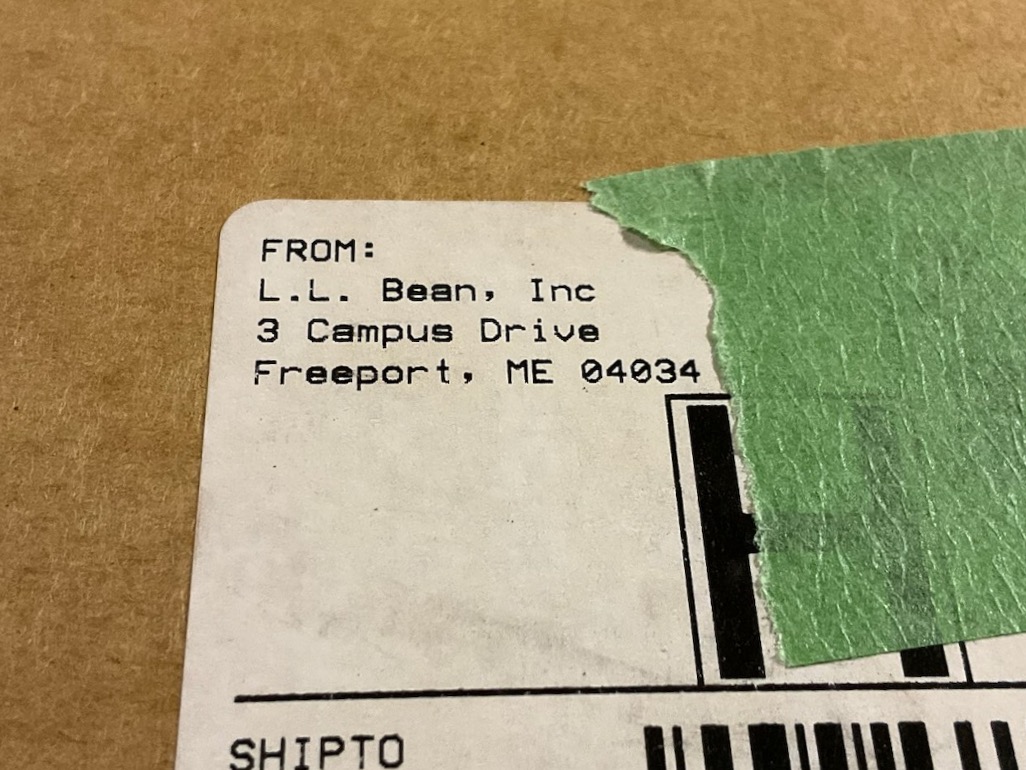 FROM:
L.L. Bean, Inc
3 Campus Drive
Freeport, ME 04034
H
SHIPTO